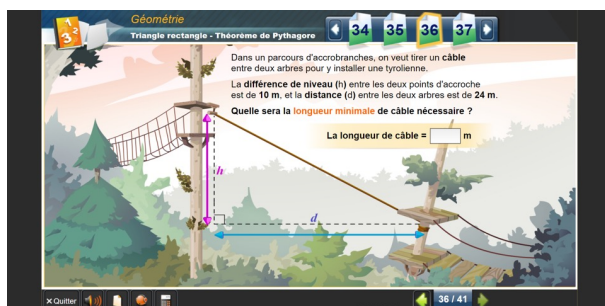 Géométrie
Triangle rectangle - Théorème de Pythagore
34 35 36 37
Dans un parcours d'accrobranches, on veut tirer un câble
entre deux arbres pour y installer une tyrolienne.
La différence de niveau (h) entre les deux points d'accroche
est de 10 m, et la distance (d) entre les deux arbres est de 24 m.
Quelle sera la longueur minimale de câble nécessaire ?
La longueur de câble = m
h
d
Quitter
36 / 41